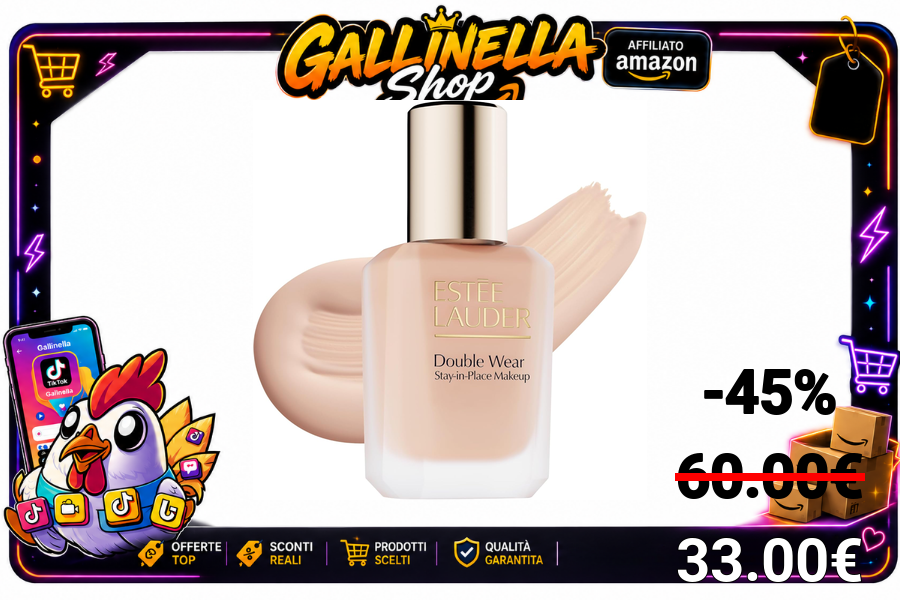 GALLINELLA
Shop
AFFILIATO
amazon
ESTĒE
LAUDER
Double Wear
Stay-in-Place Makeup
Gallinella
TikTok
Gallinella
-45%
60.00€
33.00€
OFFERTE
TOP
SCONTI
REALI
PRODOTTI
SCELTI
QUALITÀ
GARANTITA